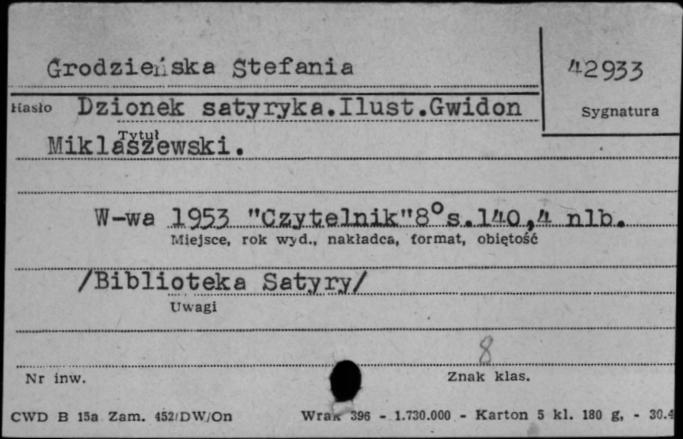 Grodzieńska Stefania
42933
Hasło Dzionek satyryka.Ilust.Gwidon
Sygnatura
Tytuł
Miklaszewski.
W-wa 1953 "Czytelnik"8°s.140,4 nlb.
Miejsce, rok wyd., nakładca, format, objętość
/Biblioteka Satyry/
Uwagi
8
Nr inw.
Znak klas.
CWD B 15a Zam. 452/DW/On
396 - 1.730.000 - Karton 5 kl. 180 g, - 30.4